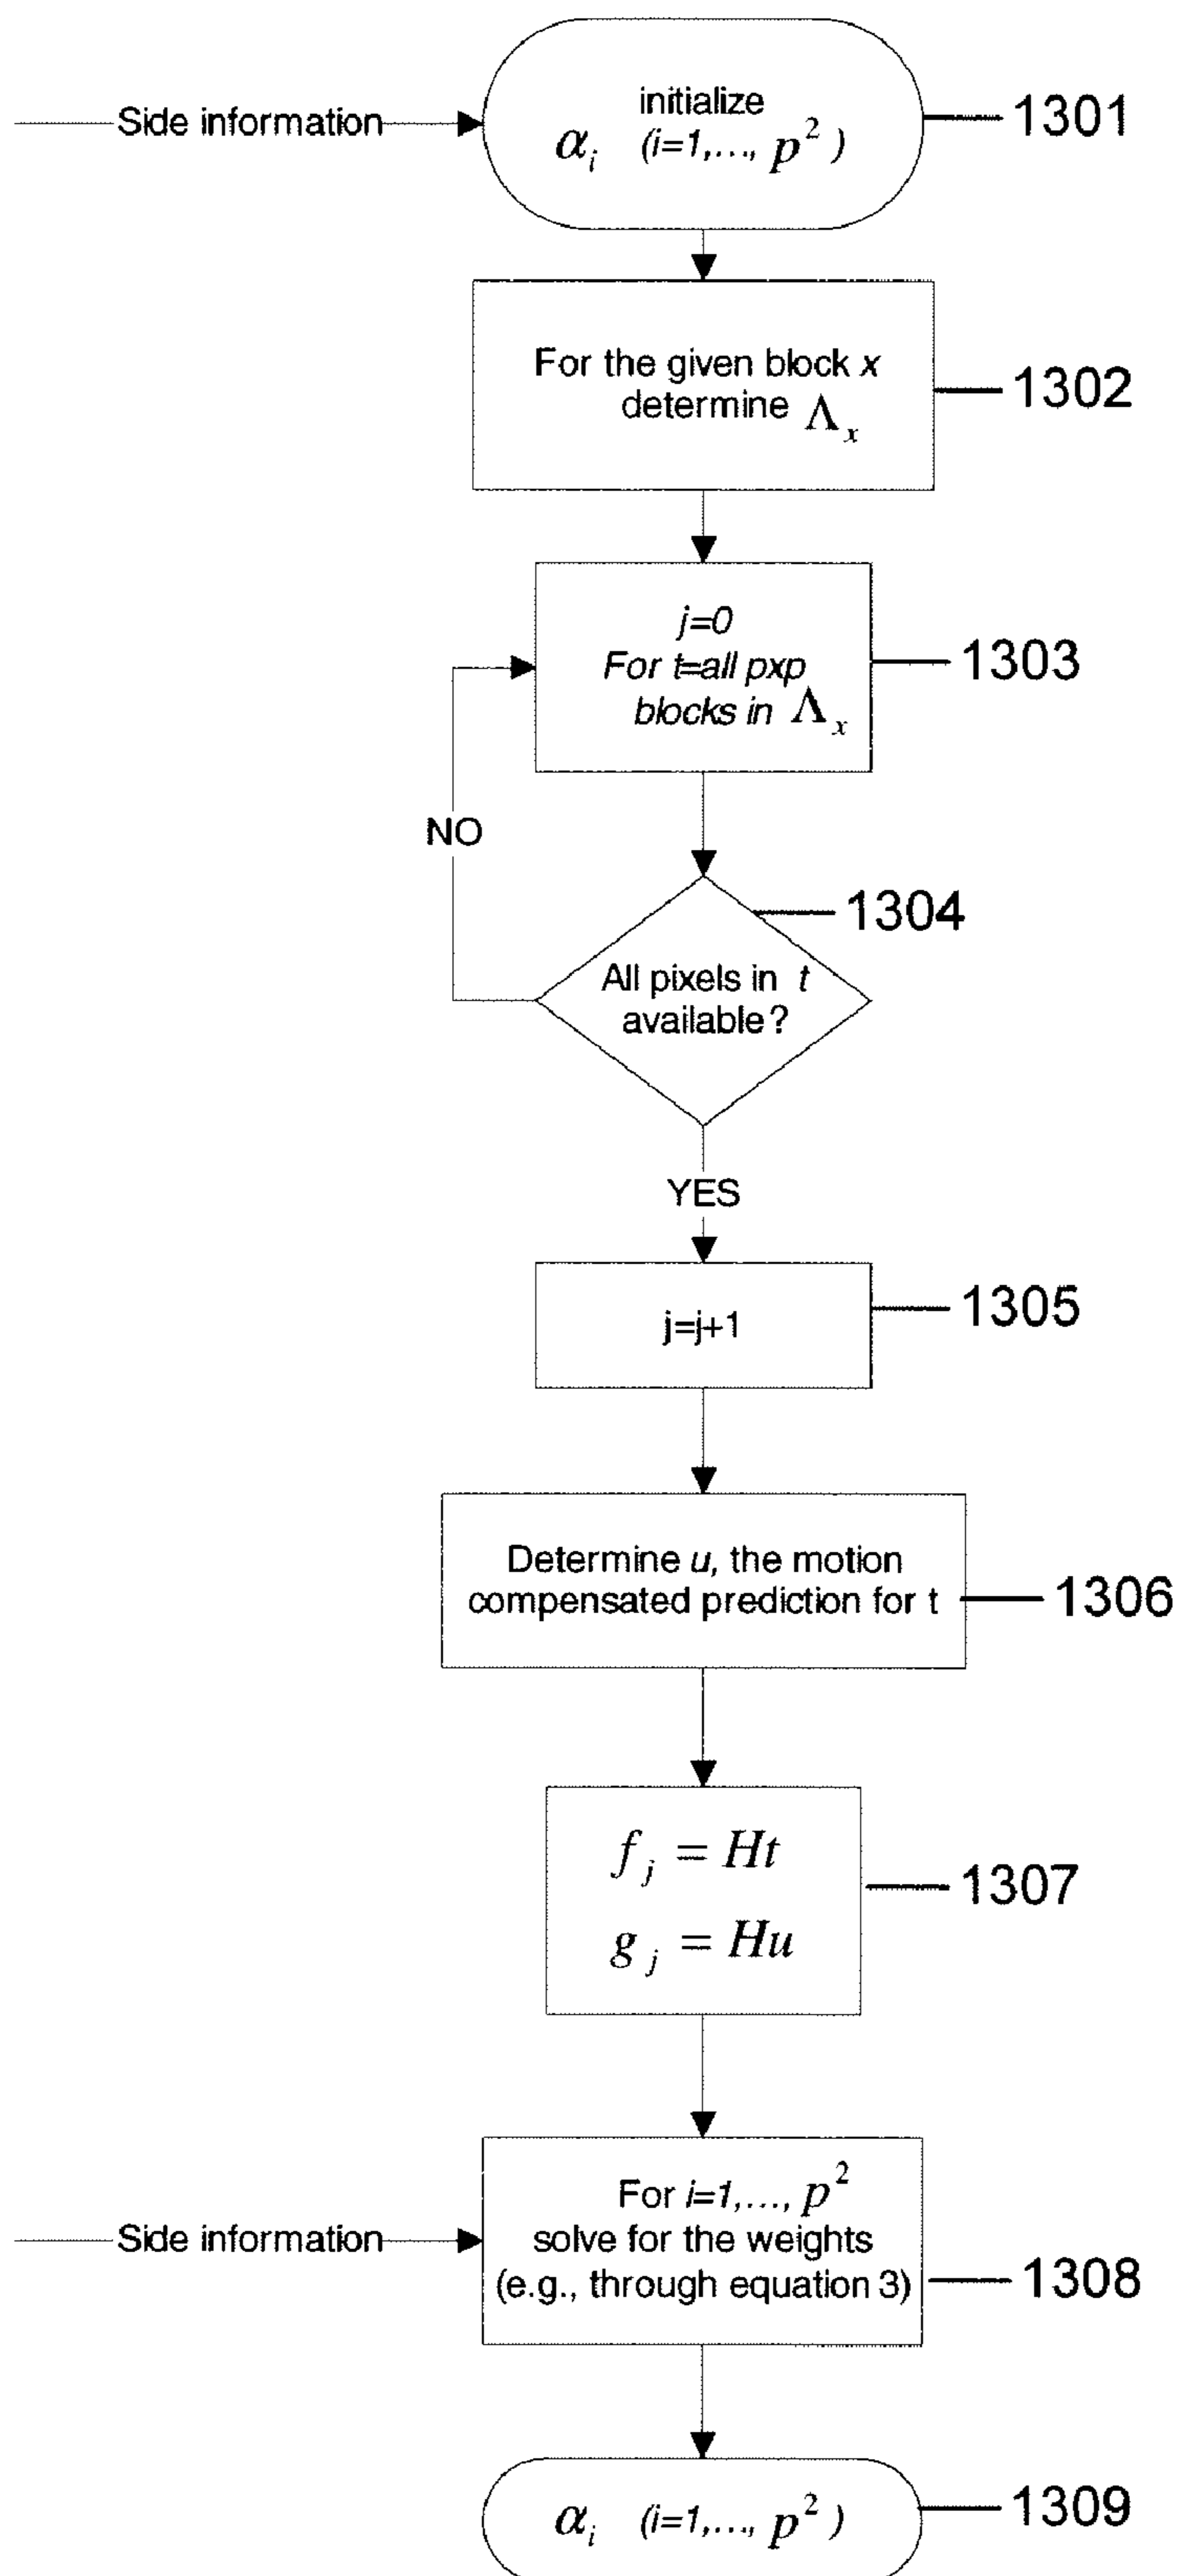 Side information
initialize
αᵢ (i=1,..., p² )
1301
For the given block x
determine Λₓ
1302
j=0
For t=all pxp
blocks in Λₓ
1303
NO
1304
All pixels in t
available?
YES
j=j+1
1305
Determine u, the motion
compensated prediction for t
1306
fⱼ = Ht
gⱼ = Hu
1307
Side information
For i=1,..., p²
solve for the weights
(e.g., through equation 3)
1308
αᵢ (i=1,..., p² )
1309